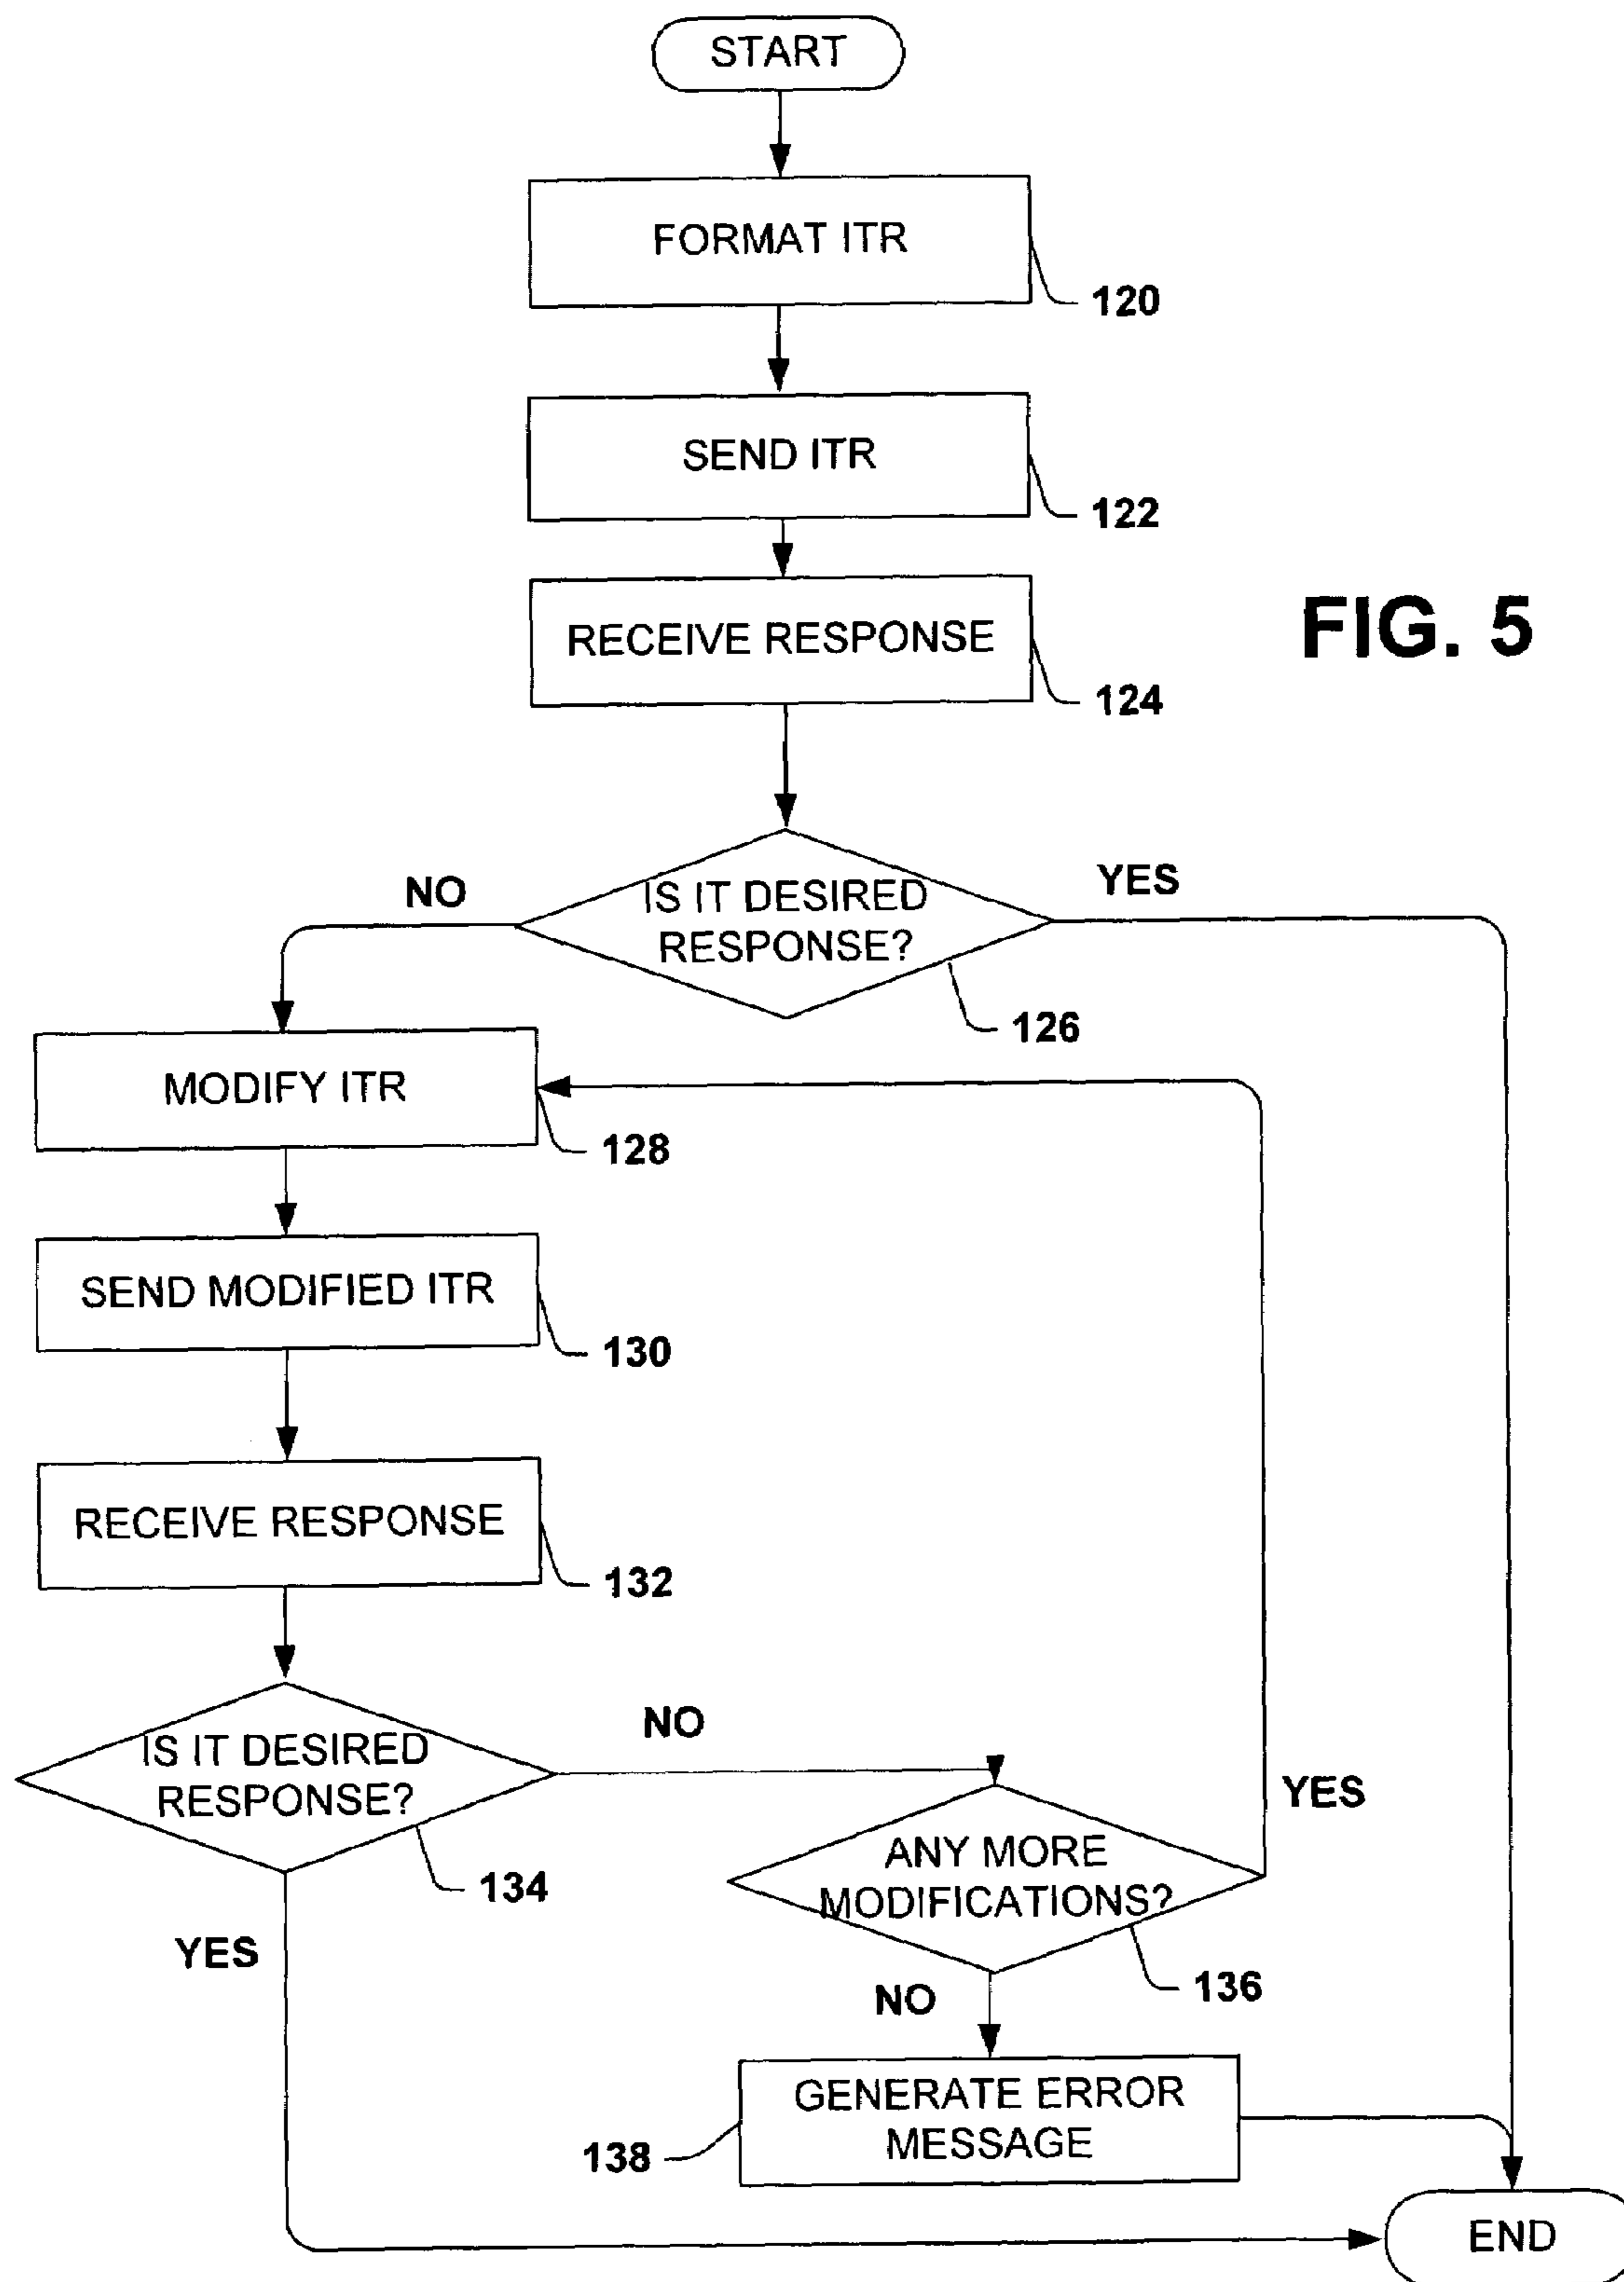 START
FORMAT ITR
120
SEND ITR
122
RECEIVE RESPONSE
124
FIG. 5
IS IT DESIRED
RESPONSE?
NO
YES
126
MODIFY ITR
128
SEND MODIFIED ITR
130
RECEIVE RESPONSE
132
IS IT DESIRED
RESPONSE?
NO
134
YES
ANY MORE
MODIFICATIONS?
YES
136
NO
GENERATE ERROR
MESSAGE
138
END